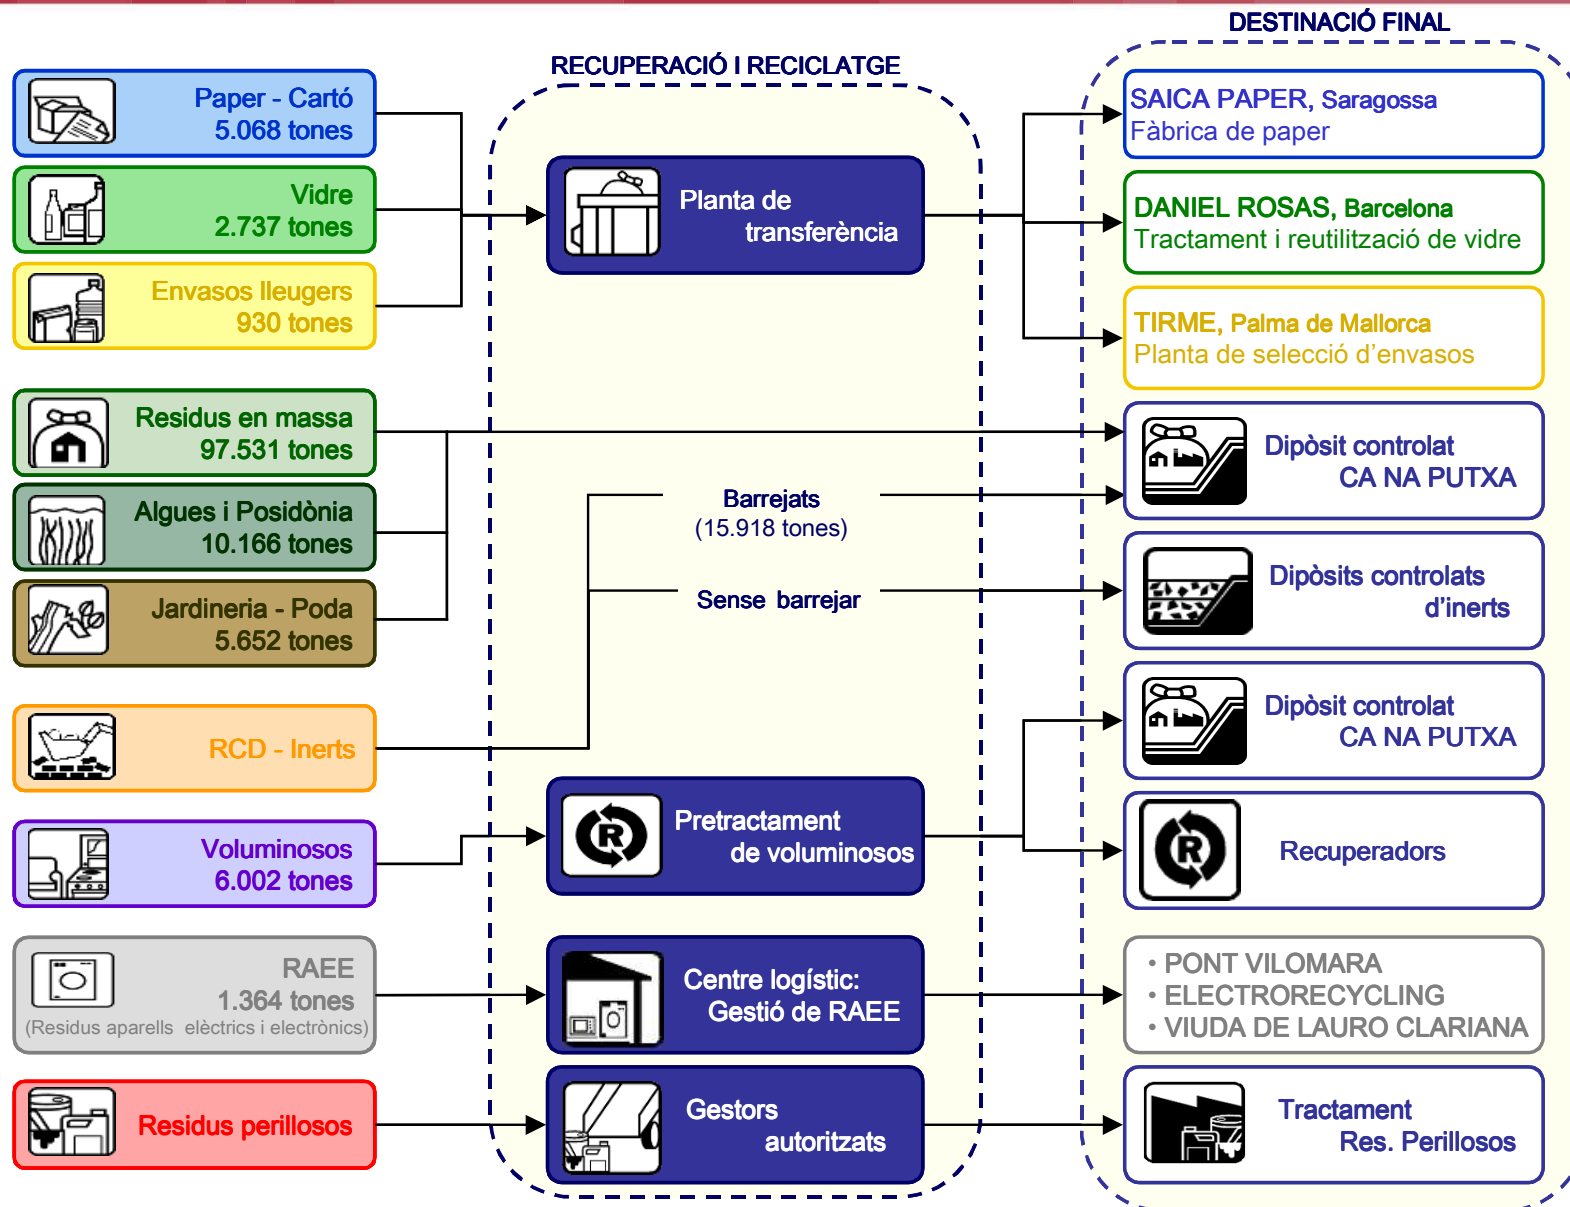 DESTINACIÓ FINAL
RECUPERACIÓ I RECICLATGE
Paper - Cartó
5.068 tones
Vidre
2.737 tones
Envasos lleugers
930 tones
Planta de
transferència
SAICA PAPER, Saragossa
Fàbrica de paper
DANIEL ROSAS, Barcelona
Tractament i reutilització de vidre
TIRME, Palma de Mallorca
Planta de selecció d’envasos
Residus en massa
97.531 tones
Algues i Posidònia
10.166 tones
Jardineria - Poda
5.652 tones
Barrejats
(15.918 tones)
Sense barrejar
Dipòsit controlat
CA NA PUTXA
Dipòsits controlats
d’inerts
RCD - Inerts
Dipòsit controlat
CA NA PUTXA
Voluminosos
6.002 tones
R
Pretractament
de voluminosos
R
Recuperadors
RAEE
1.364 tones
(Residus aparells elèctrics i electrònics)
Centre logístic:
Gestió de RAEE
• PONT VILOMARA
• ELECTRORECYCLING
• VIUDA DE LAURO CLARIANA
Residus perillosos
Gestors
autoritzats
Tractament
Res. Perillosos